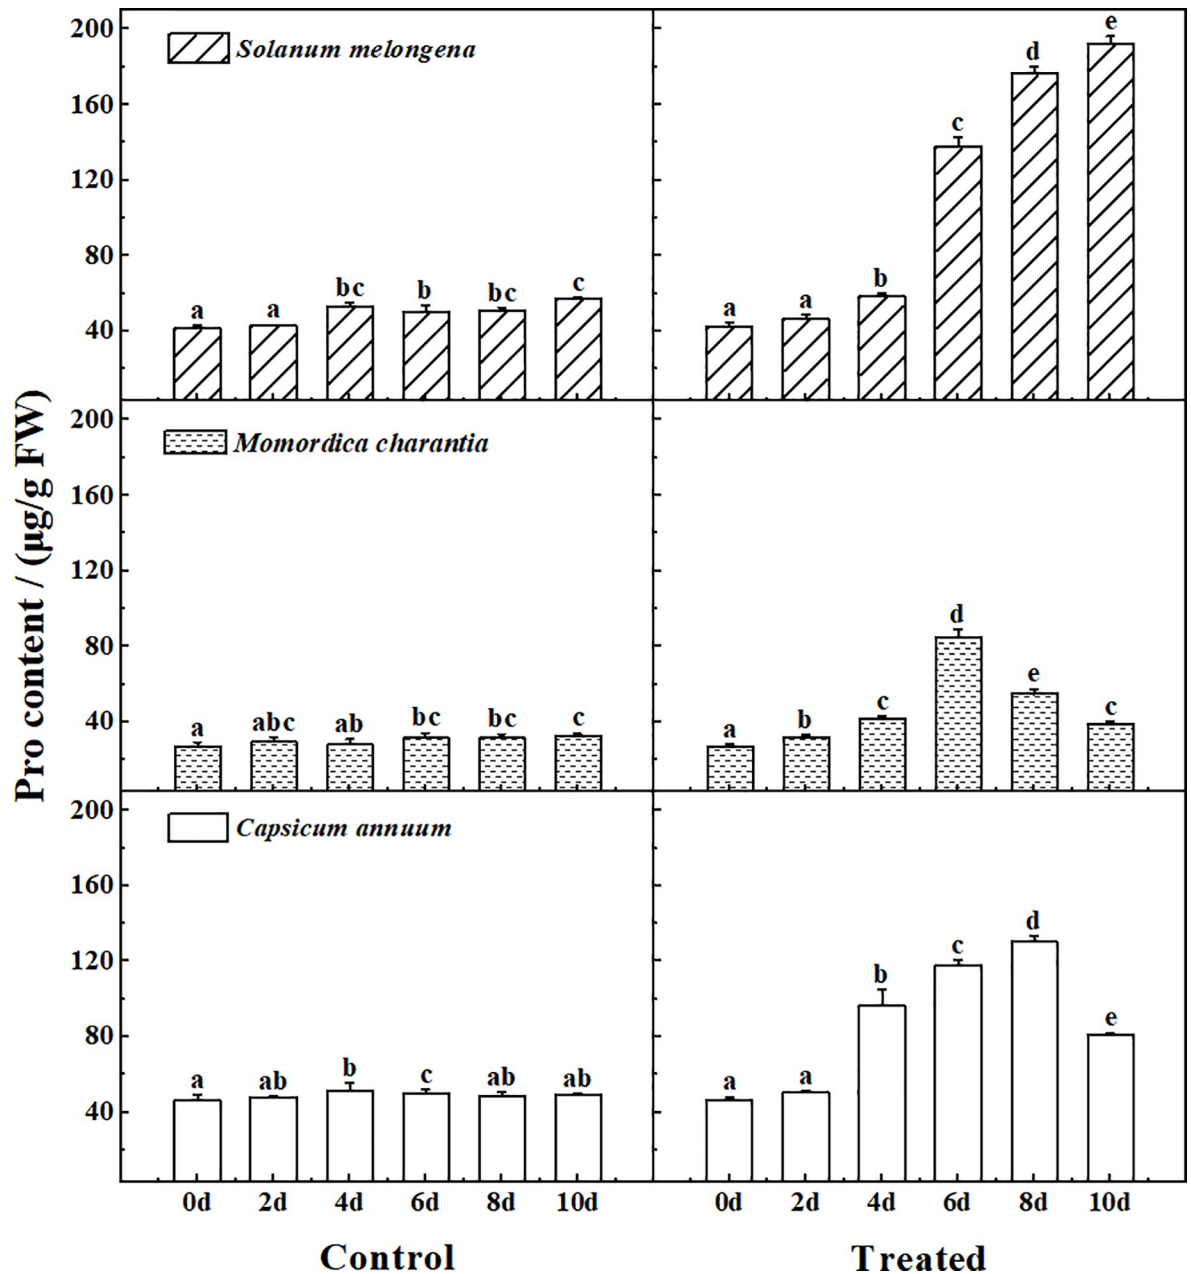 Pro content / (µg/g FW)
200
160
120
80
40
Solanum melongena
a a bc b bc c
a a b c d e
200
160
120
80
40
Momordica charantia
a abc ab bc bc c
a b c d e c
200
160
120
80
40
Capsicum annuum
a ab b c ab ab
a a b c d e
0d 2d 4d 6d 8d 10d
0d 2d 4d 6d 8d 10d
Control
Treated